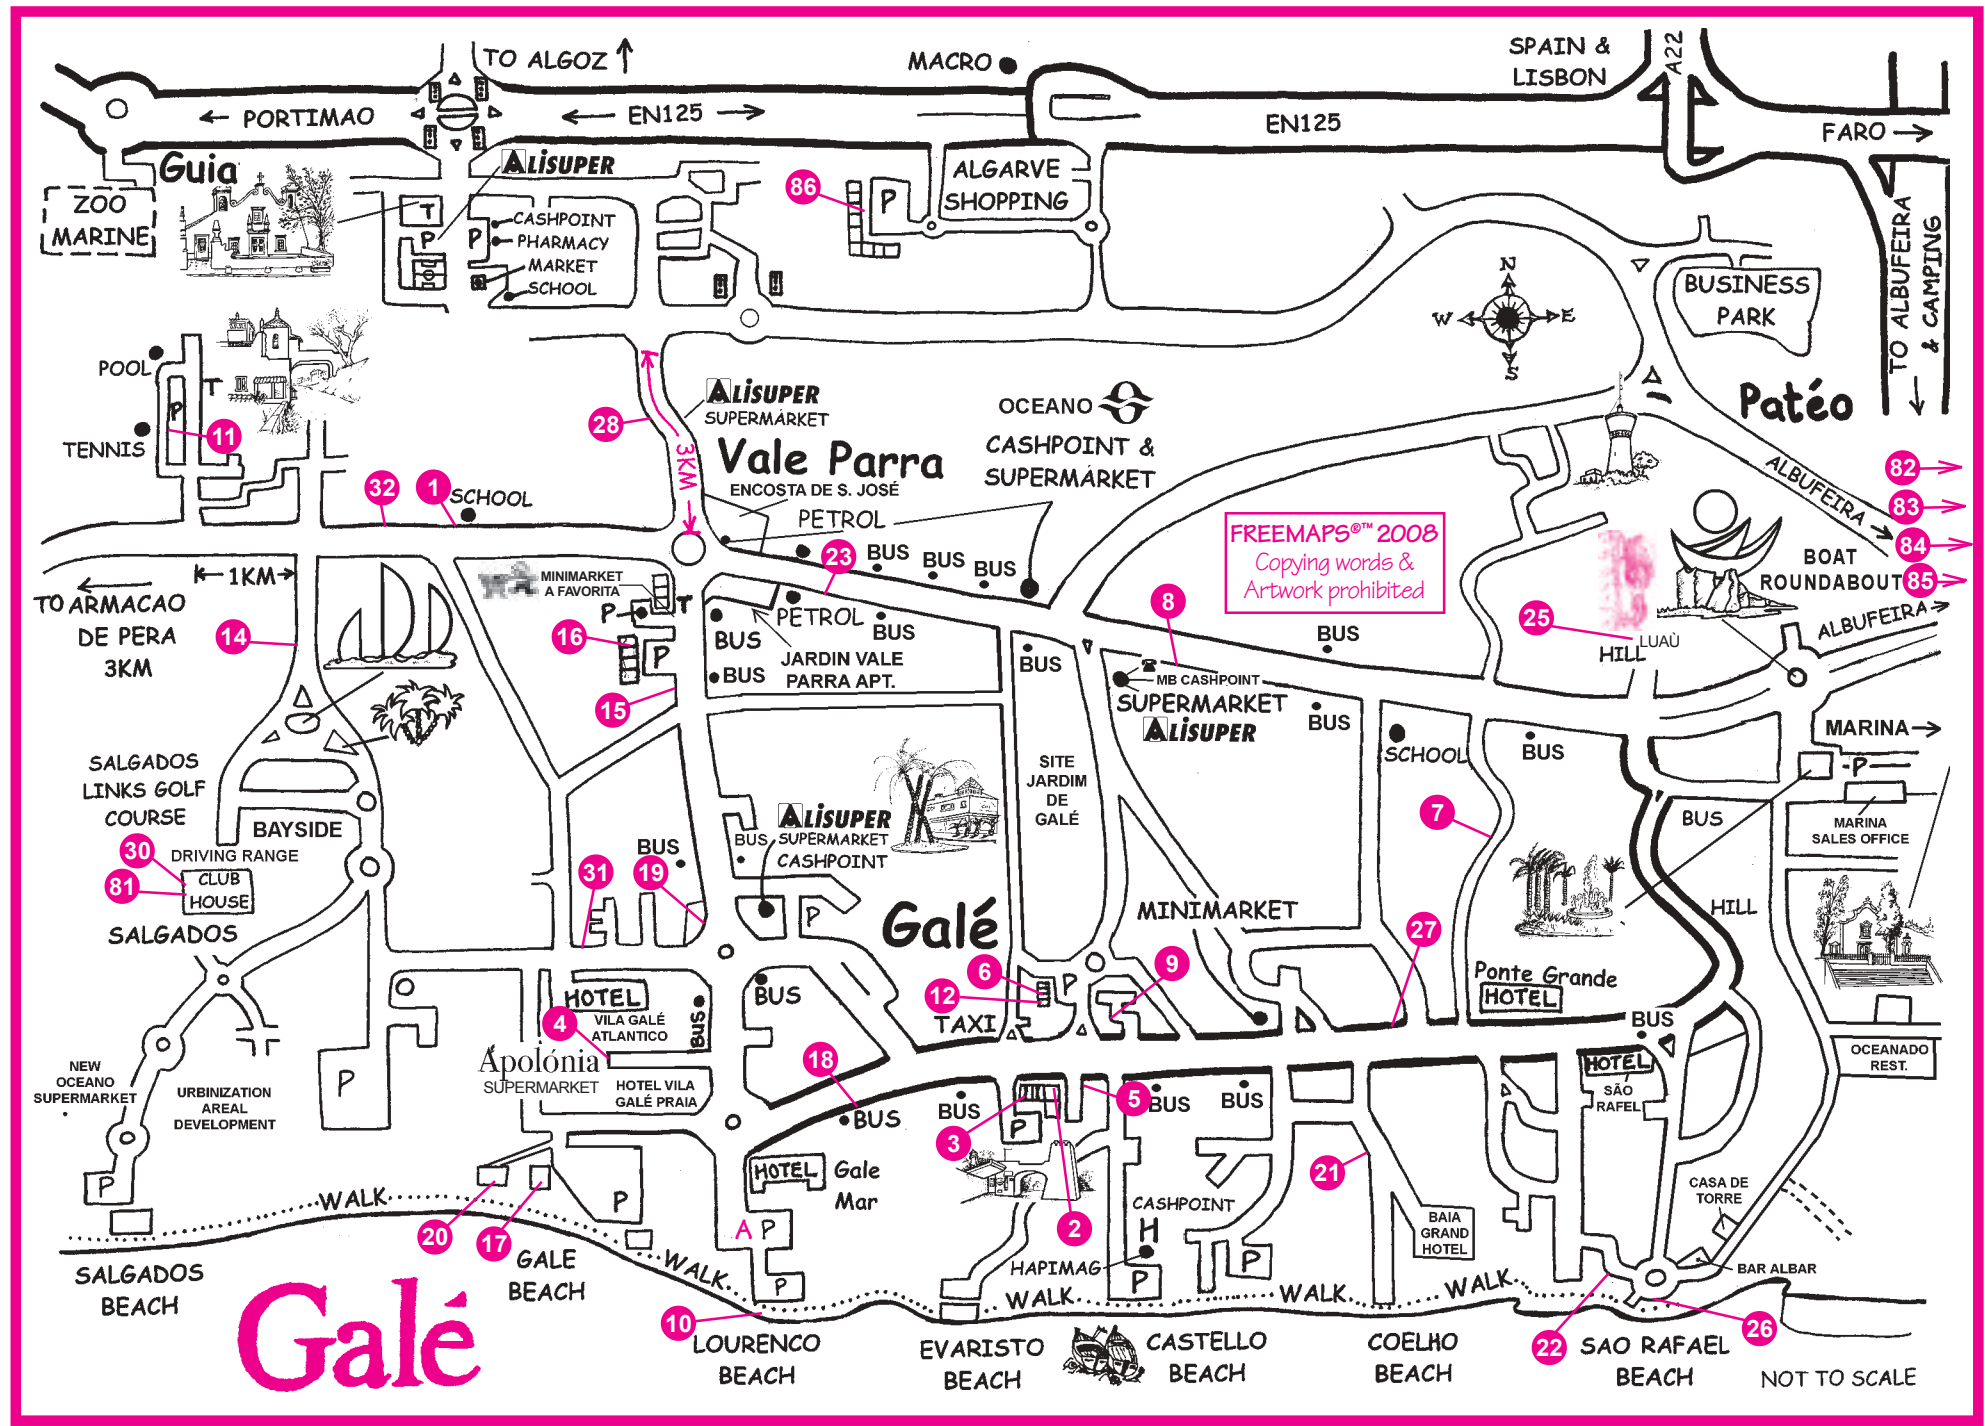 TO ALGOZ
MACRO
SPAIN &
LISBON
A22
PORTIMAO
EN125
EN125
FARO
Guia
ALiSUPER
ZOO
MARINE
T
P
P
CASHPOINT
PHARMACY
MARKET
SCHOOL
86
P
ALGARVE
SHOPPING
TO ALBUFEIRA
& CAMPING
BUSINESS
PARK
N
W
E
S
POOL
T
P
TENNIS
11
28
3KM
ALiSUPER
SUPERMARKET
OCEANO
CASHPOINT &
SUPERMARKET
Patéo
Vale Parra
ENCOSTA DE S. JOSÉ
PETROL
32
1
SCHOOL
ALBUFEIRA
82
83
84
85
FREEMAPS®™ 2008
Copying words &
Artwork prohibited
BOAT
ROUNDABOUT
ALBUFEIRA
1KM
TO ARMACAO
DE PERA
3KM
14
MINIMARKET
A FAVORITA
P
T
16
P
15
23
BUS
BUS
BUS
PETROL
BUS
BUS
BUS
JARDIN VALE
PARRA APT.
BUS
8
BUS
25
LUAÙ
HILL
MB CASHPOINT
SUPERMARKET
ALiSUPER
BUS
SCHOOL
BUS
MARINA
P
SALGADOS
LINKS GOLF
COURSE
BAYSIDE
30
DRIVING RANGE
81
CLUB
HOUSE
SALGADOS
SITE
JARDIM
DE
GALÉ
ALiSUPER
SUPERMARKET
CASHPOINT
BUS
BUS
31
19
P
7
BUS
MARINA
SALES OFFICE
HILL
Galé
MINIMARKET
27
6
12
TAXI
P
9
Ponte Grande
HOTEL
BUS
HOTEL
VILA GALÉ
ATLANTICO
4
BUS
BUS
Apolónia
SUPERMARKET
HOTEL VILA
GALÉ PRAIA
18
BUS
BUS
3
P
5
BUS
BUS
HOTEL
SÃO
RAFEL
OCEANADO
REST.
NEW
OCEANO
SUPERMARKET
URBINIZATION
AREAL
DEVELOPMENT
P
P
HOTEL
Gale
Mar
2
21
CASHPOINT
H
HAPIMAG
P
P
BAIA
GRAND
HOTEL
CASA DE
TORRE
BAR ALBAR
WALK
20
17
P
A P
P
WALK
WALK
WALK
WALK
10
22
26
SALGADOS
BEACH
GALE
BEACH
LOURENCO
BEACH
EVARISTO
BEACH
CASTELLO
BEACH
COELHO
BEACH
SAO RAFAEL
BEACH
Galé
NOT TO SCALE